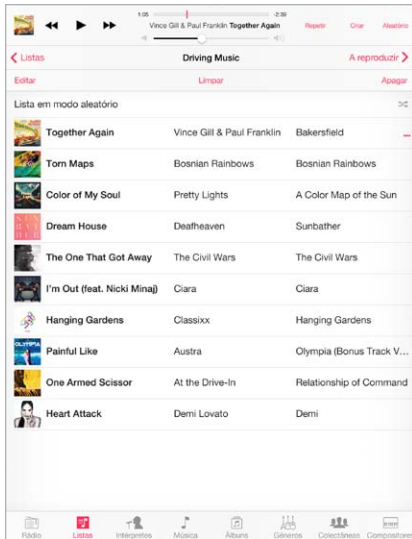 1:05 -2:39
Vince Gill & Paul Franklin Together Again
Repetir Criar Aleatório
Listas Driving Music A reproduzir
Editar Limpar Apagar
Lista em modo aleatório
Together Again Vince Gill & Paul Franklin Bakersfield
Torn Maps Bosnian Rainbows Bosnian Rainbows
Color of My Soul Pretty Lights A Color Map of the Sun
Dream House Deafheaven Sunbather
The One That Got Away The Civil Wars The Civil Wars
I'm Out (feat. Nicki Minaj) Ciara Ciara
Hanging Gardens Classixx Hanging Gardens
OLYMPIA
Painful Like Austra Olympia (Bonus Track V...
One Armed Scissor At the Drive-In Relationship of Command
Heart Attack Demi Lovato Demi
Rádio Listas Intérpretes Música Álbuns Géneros Colectâneas Compositores